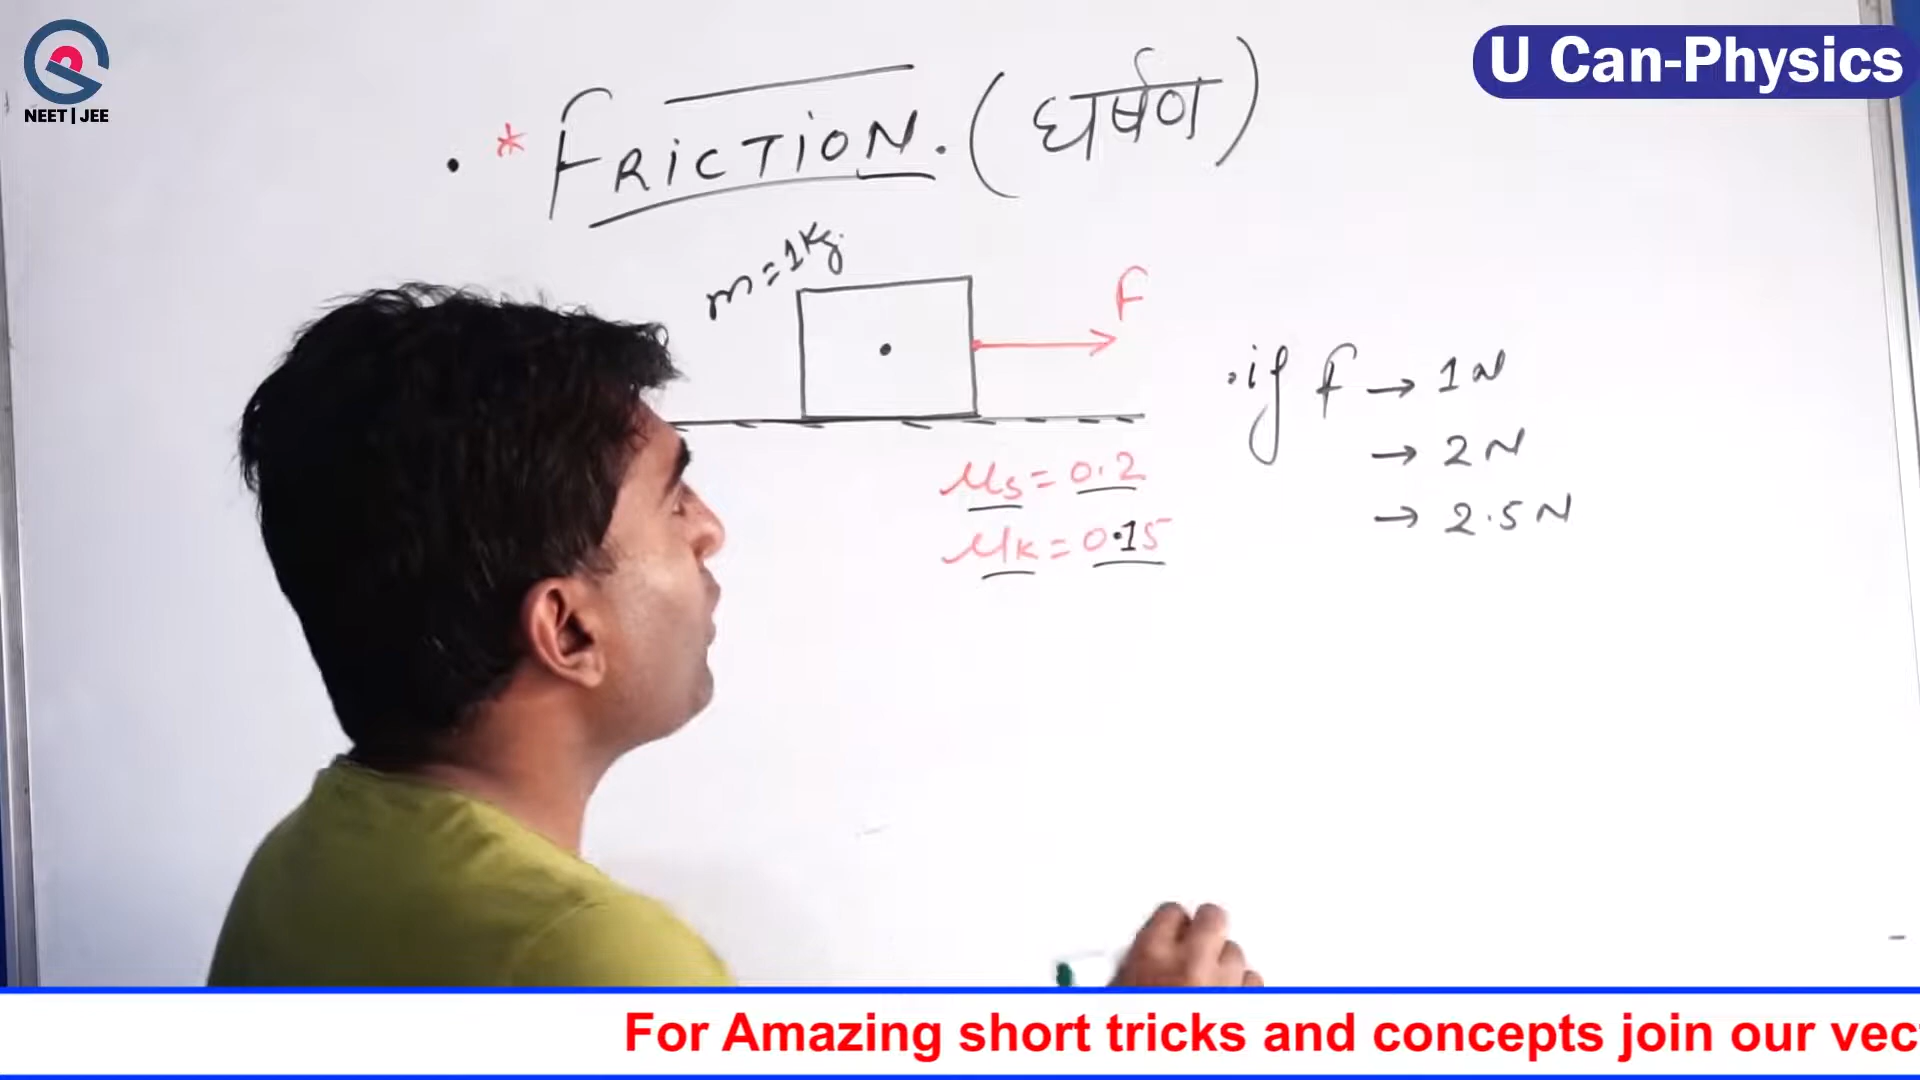 NEET|JEE
U Can-Physics
* FRiCTiON. (घर्षण)
m=1kg.
F
μs = 0.2
μk = 0.15
if F → 1N
→ 2N
→ 2.5N
For Amazing short tricks and concepts join our vec